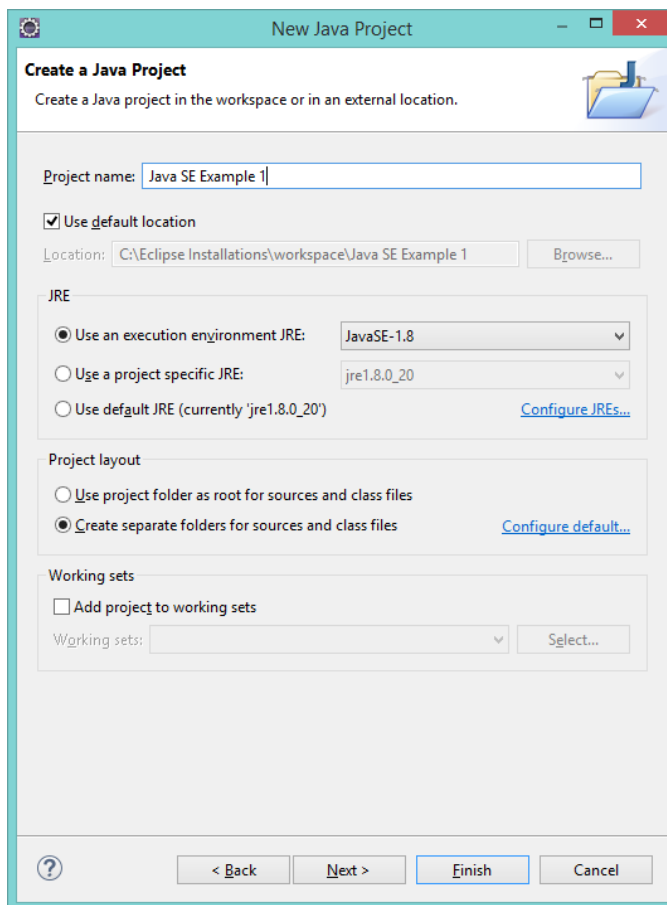 New Java Project
Create a Java Project
Create a Java project in the workspace or in an external location.
Project name: Java SE Example 1
Use default location
Location: C:\Eclipse Installations\workspace\Java SE Example 1 Browse...
JRE
Use an execution environment JRE: JavaSE-1.8
Use a project specific JRE: jre1.8.0_20
Use default JRE (currently 'jre1.8.0_20') Configure JREs...
Project layout
Use project folder as root for sources and class files
Create separate folders for sources and class files Configure default...
Working sets
Add project to working sets
Working sets: Select...
? < Back Next > Finish Cancel